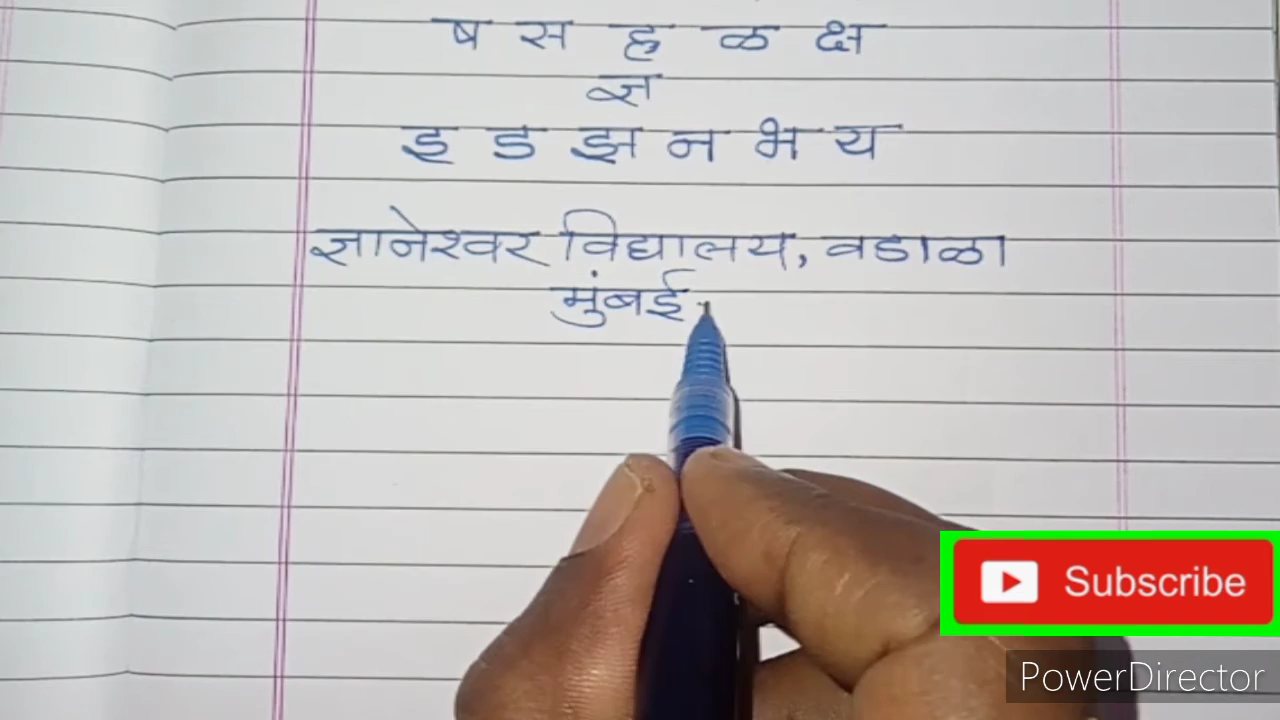 ष स ह ळ क्ष
ज्ञ
इ ड झ न भ य
ज्ञानेश्वर विद्यालय, वडाळा
मुंबई
Subscribe
PowerDirector